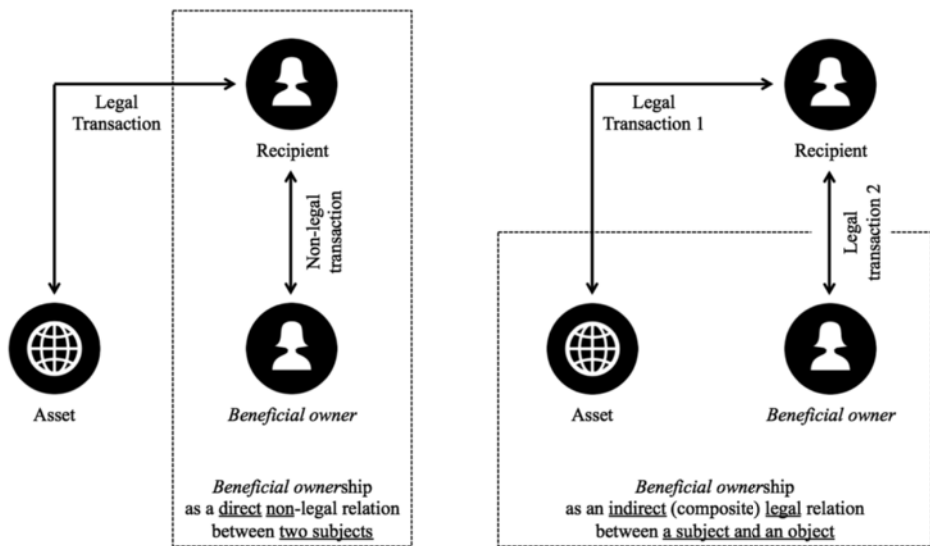 Legal
Transaction
Recipient
Non-legal
transaction
Asset
Beneficial owner
Beneficial ownership
as a direct non-legal relation
between two subjects
Legal
Transaction 1
Recipient
Legal
transaction 2
Asset
Beneficial owner
Beneficial ownership
as an indirect (composite) legal relation
between a subject and an object